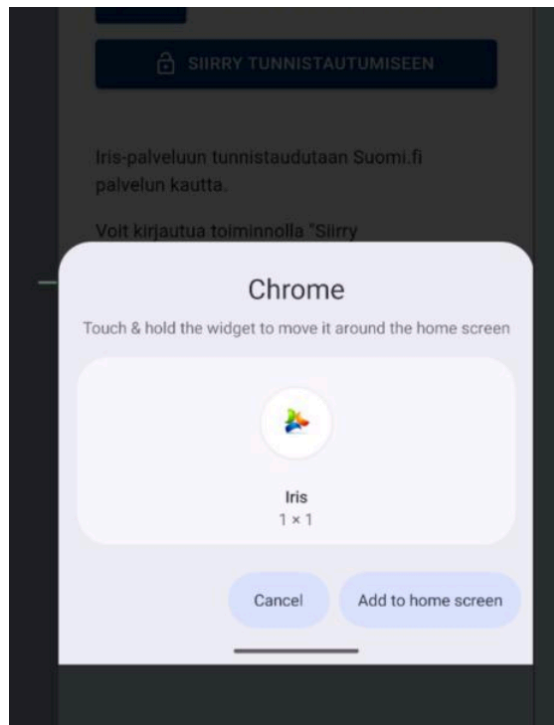 SIIRRY TUNNISTAUTUMISEEN
Iris-palveluun tunnistaudutaan Suomi.fi
palvelun kautta.
Voit kirjautua toiminnolla "Siirry
Chrome
Touch & hold the widget to move it around the home screen
Iris
1 × 1
Cancel
Add to home screen